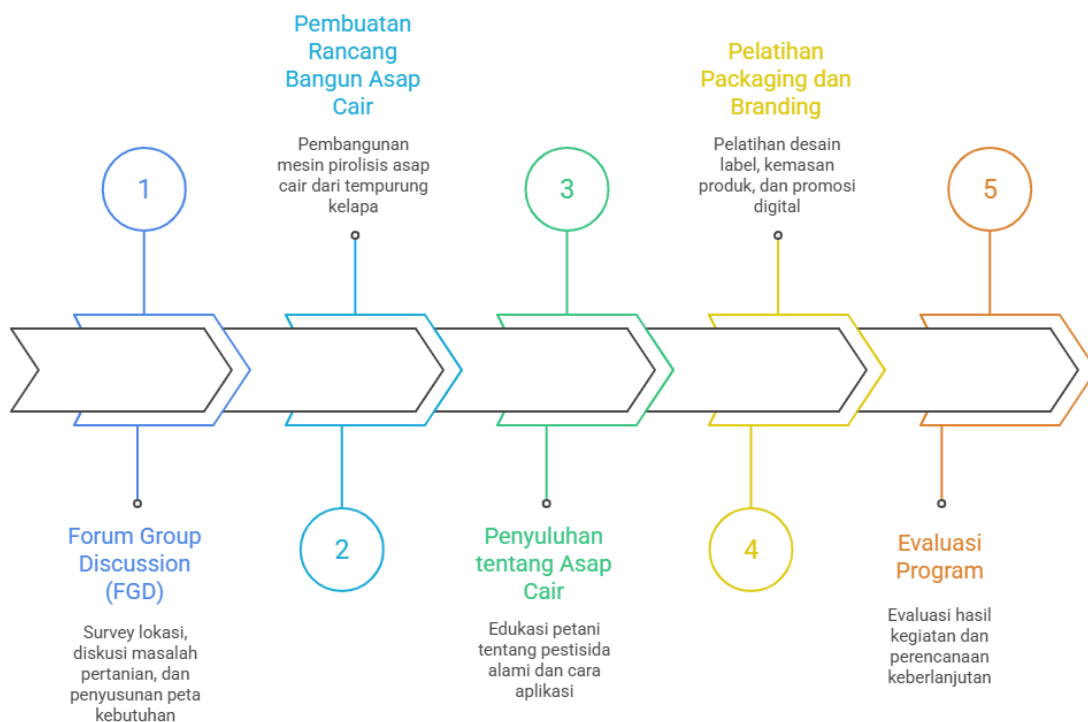 1
Forum Group
Discussion
(FGD)
Survey lokasi,
diskusi masalah
pertanian, dan
penyusunan peta
kebutuhan
Pembuatan
Rancang
Bangun Asap
Cair
Pembangunan
mesin pirolisis asap
cair dari tempurung
kelapa
2
3
Penyuluhan
tentang Asap
Cair
Edukasi petani
tentang pestisida
alami dan cara
aplikasi
Pelatihan
Packaging dan
Branding
Pelatihan desain
label, kemasan
produk, dan promosi
digital
4
5
Evaluasi
Program
Evaluasi hasil
kegiatan dan
perencanaan
keberlanjutan